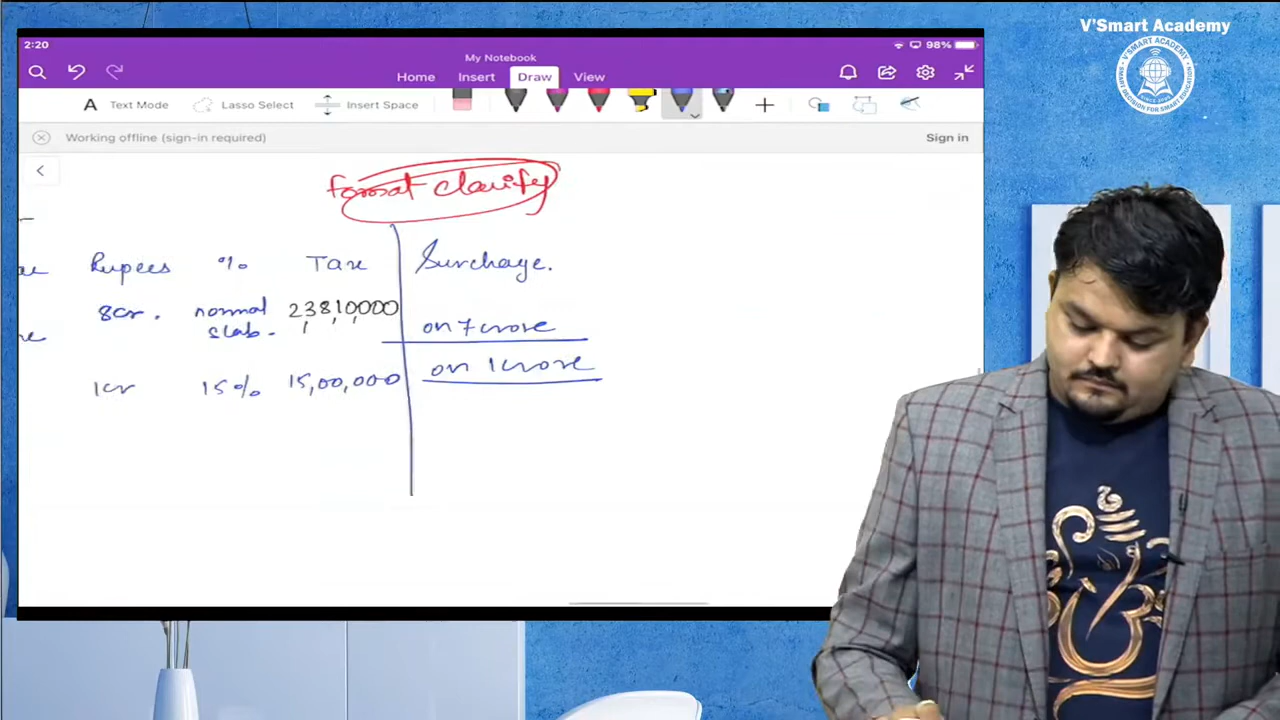 V'Smart Academy
2:20
98%
My Notebook
Home Insert Draw View
A Text Mode Lasso Select Insert Space
Working offline (sign-in required) Sign in
Format clarify
Rupees % Tax Surchage.
8cr. normal 23810000
slab. on 7 crore
1cr 15% 15,00,000 on 1 crore